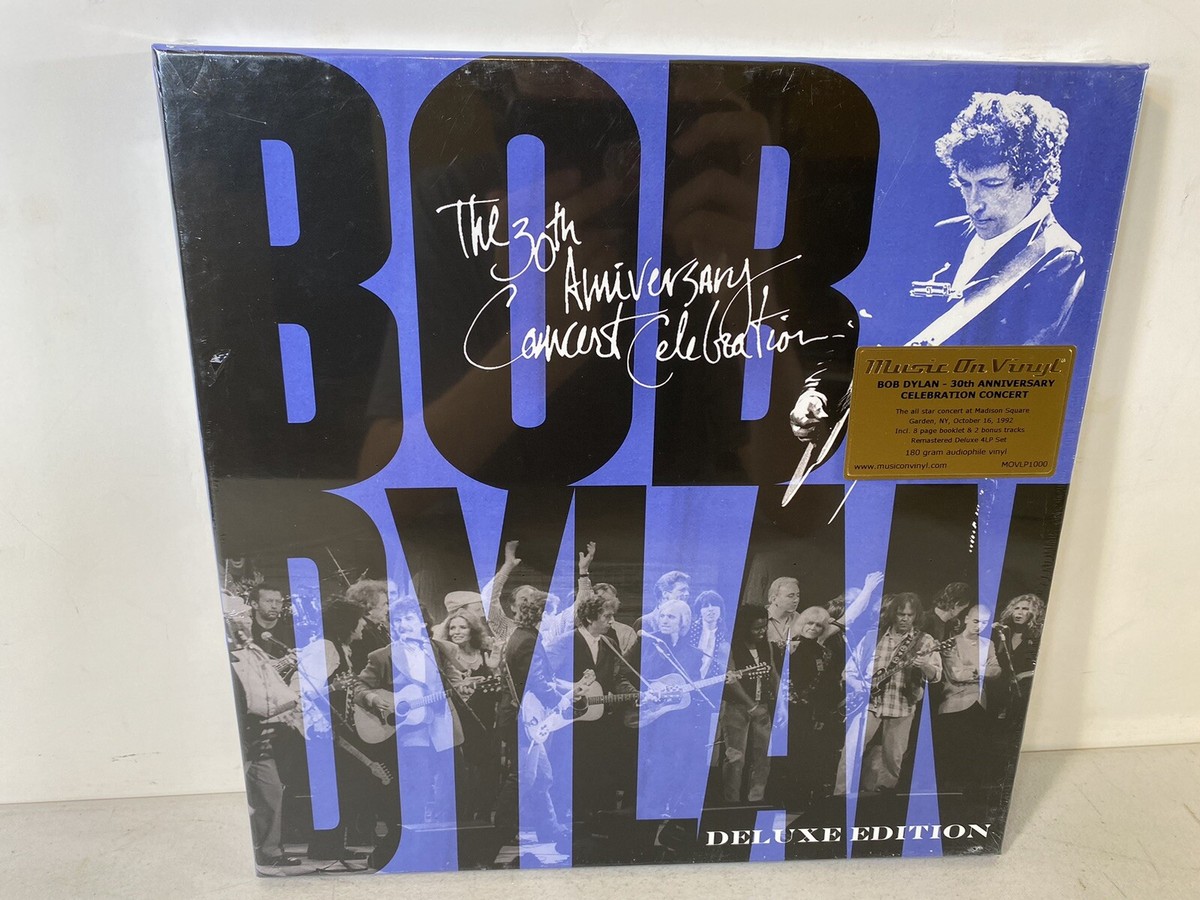 BOB
The 30th
Anniversary
Concert Celebration
Music On Vinyl
BOB DYLAN - 30th ANNIVERSARY
CELEBRATION CONCERT
The all star concert at Madison Square
Garden, NY, October 16, 1992
Incl. 8 page booklet & 2 bonus tracks
Remastered Deluxe 4LP Set
180 gram audiophile vinyl
www.musiconvinyl.com MOVLP1000
DYLAN
DELUXE EDITION